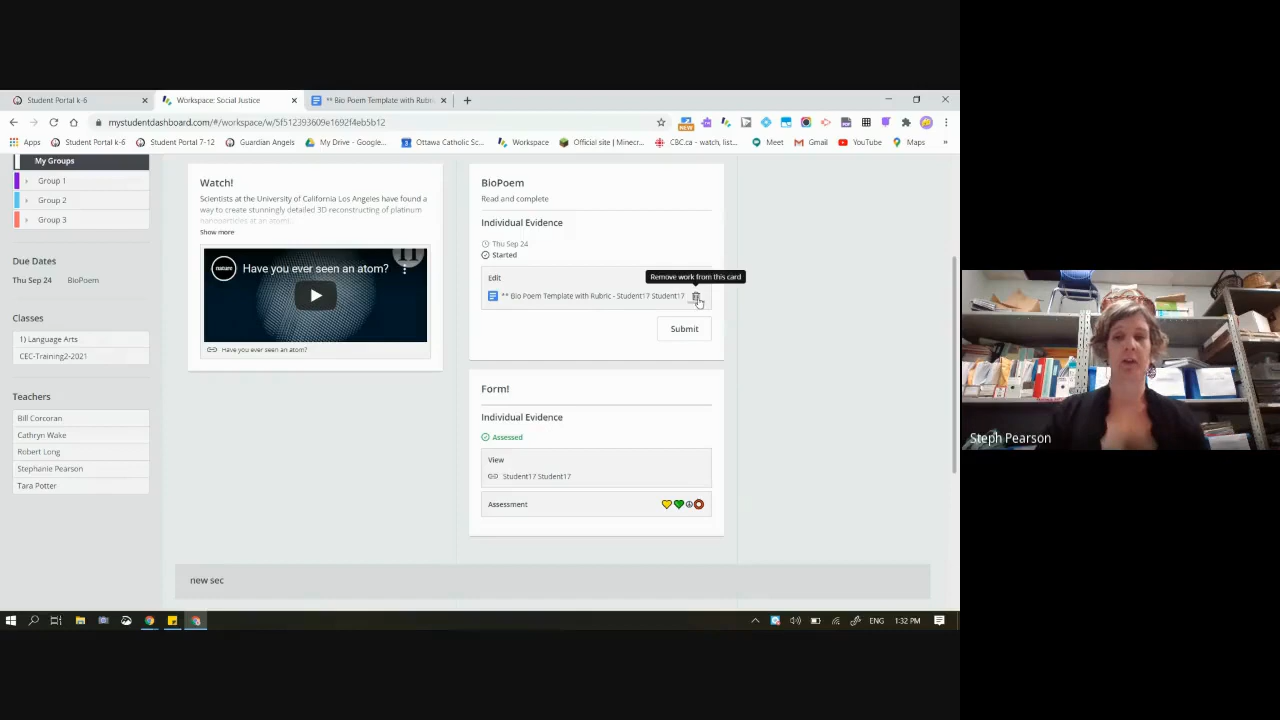 Student Portal k-6
Workspace: Social Justice
** Bio Poem Template with Rubric
mystudentdashboard.com/#/workspace/w/5f512393609e1692f4eb5b12
NEW
Apps
Student Portal k-6
Student Portal 7-12
Guardian Angels
My Drive - Google...
Ottawa Catholic Sc...
Workspace
Official site | Minecr...
CBC.ca - watch, list...
Meet
Gmail
YouTube
Maps
»
My Groups
Group 1
Group 2
Group 3
Due Dates
Thu Sep 24 BioPoem
Classes
1) Language Arts
CEC-Training2-2021
Teachers
Bill Corcoran
Cathryn Wake
Robert Long
Stephanie Pearson
Tara Potter
Watch!
Scientists at the University of California Los Angeles have found a
way to create stunningly detailed 3D reconstructing of platinum
nanoparticles at an atomi...
Show more
nature
Have you ever seen an atom?
Have you ever seen an atom?
BioPoem
Read and complete
Individual Evidence
Thu Sep 24
Started
Remove work from this card
Edit
** Bio Poem Template with Rubric - Student17 Student17
Submit
Form!
Individual Evidence
Assessed
View
Student17 Student17
Assessment
new sec
ENG
1:32 PM
Steph Pearson